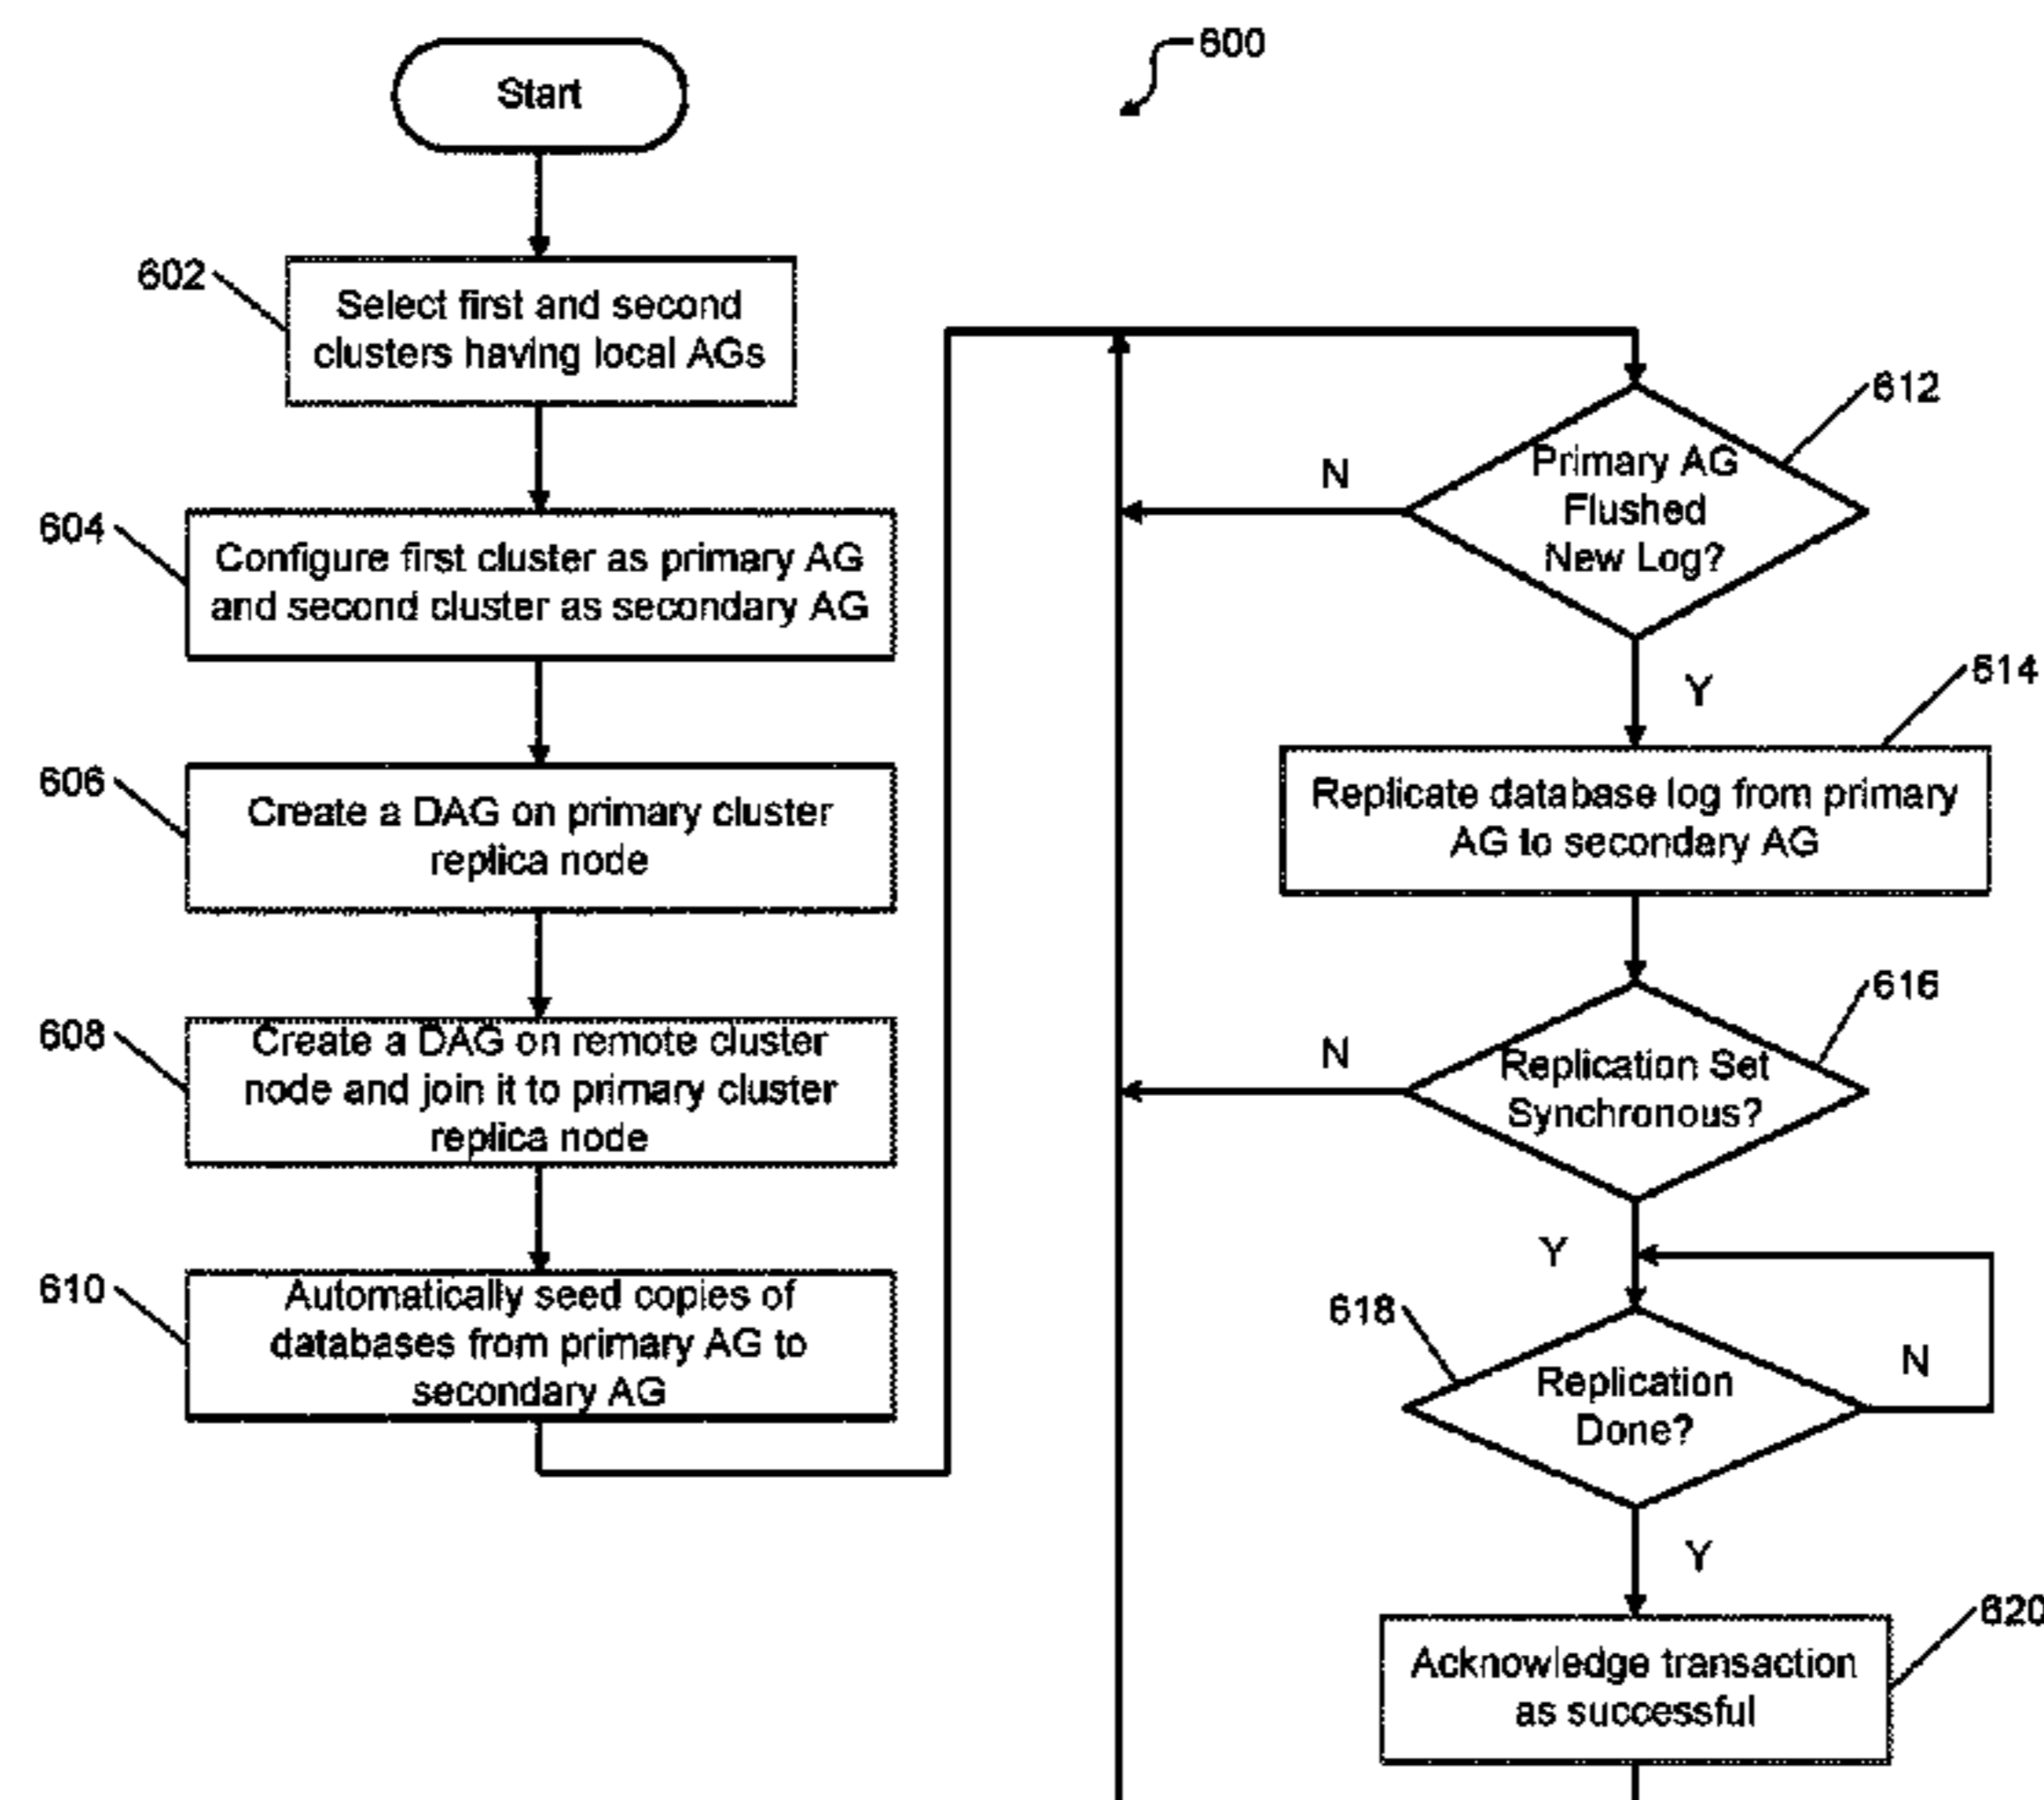 600
Start
602
Select first and second
clusters having local AGs
604
Configure first cluster as primary AG
and second cluster as secondary AG
606
Create a DAG on primary cluster
replica node
608
Create a DAG on remote cluster
node and join it to primary cluster
replica node
610
Automatically seed copies of
databases from primary AG to
secondary AG
612
Primary AG
Flushed
New Log?
N
Y
614
Replicate database log from primary
AG to secondary AG
616
Replication Set
Synchronous?
N
Y
618
Replication
Done?
N
Y
620
Acknowledge transaction
as successful